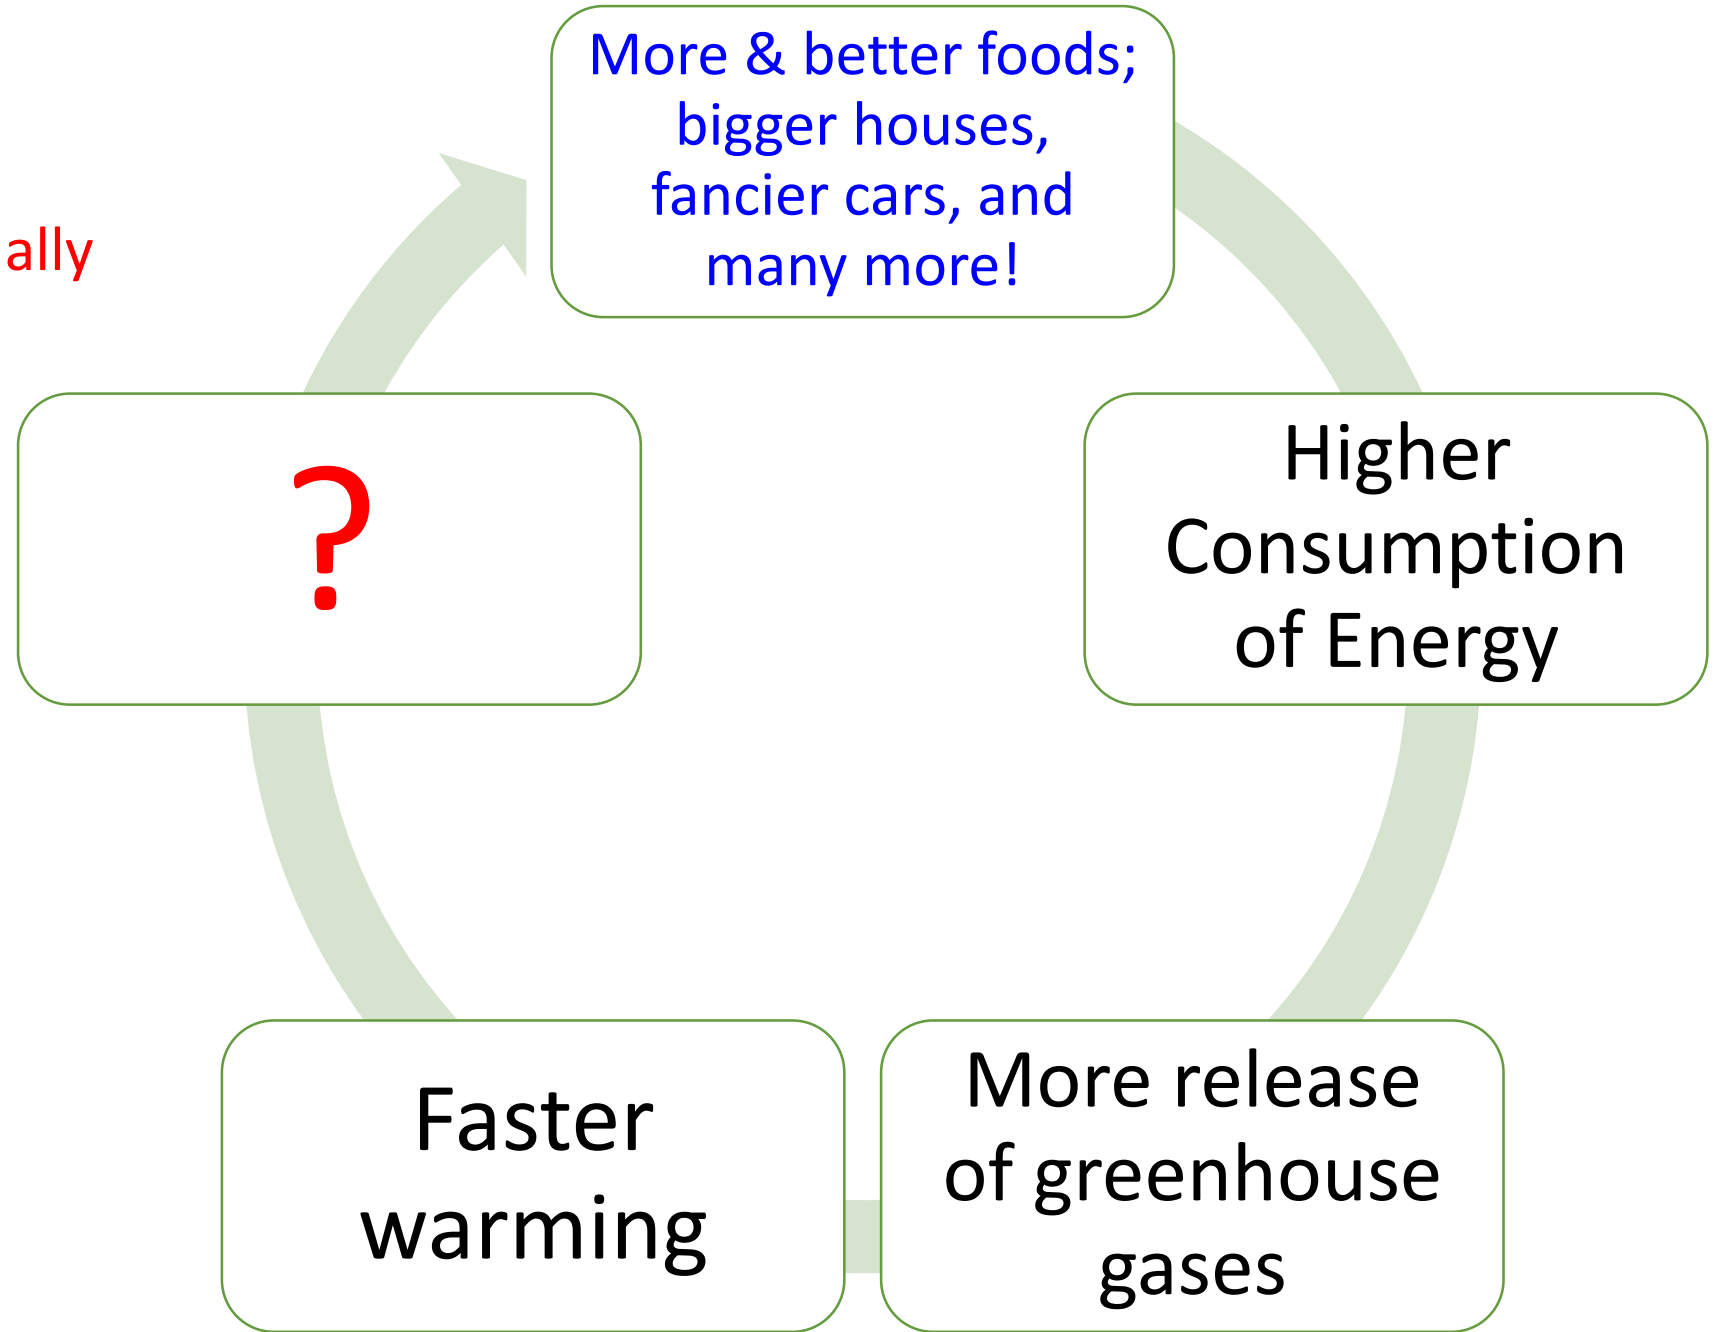 More & better foods;
bigger houses,
fancier cars, and
many more!
ally
?
Higher
Consumption
of Energy
More release
of greenhouse
gases
Faster
warming